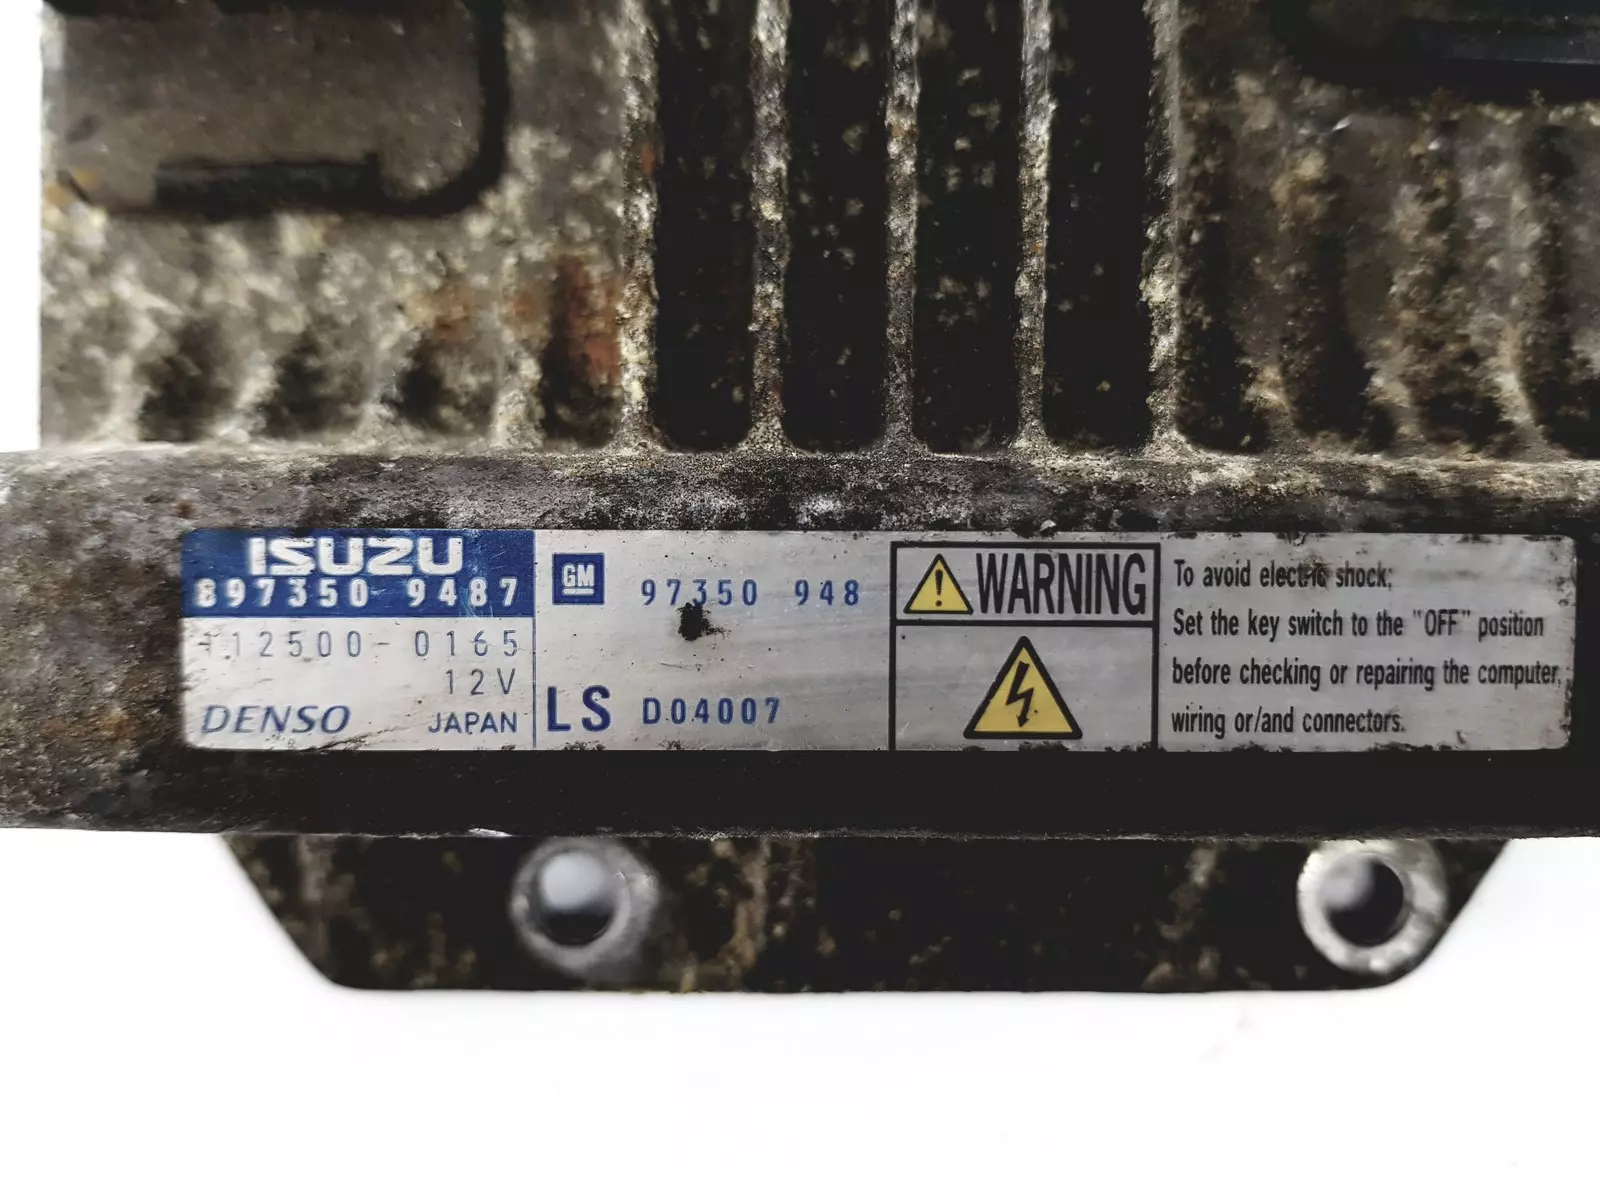 ISUZU
897350 9487
112500-0165
12V
DENSO JAPAN
GM 97350 948
LS D04007
WARNING
To avoid electric shock;
Set the key switch to the "OFF" position
before checking or repairing the computer,
wiring or/and connectors.